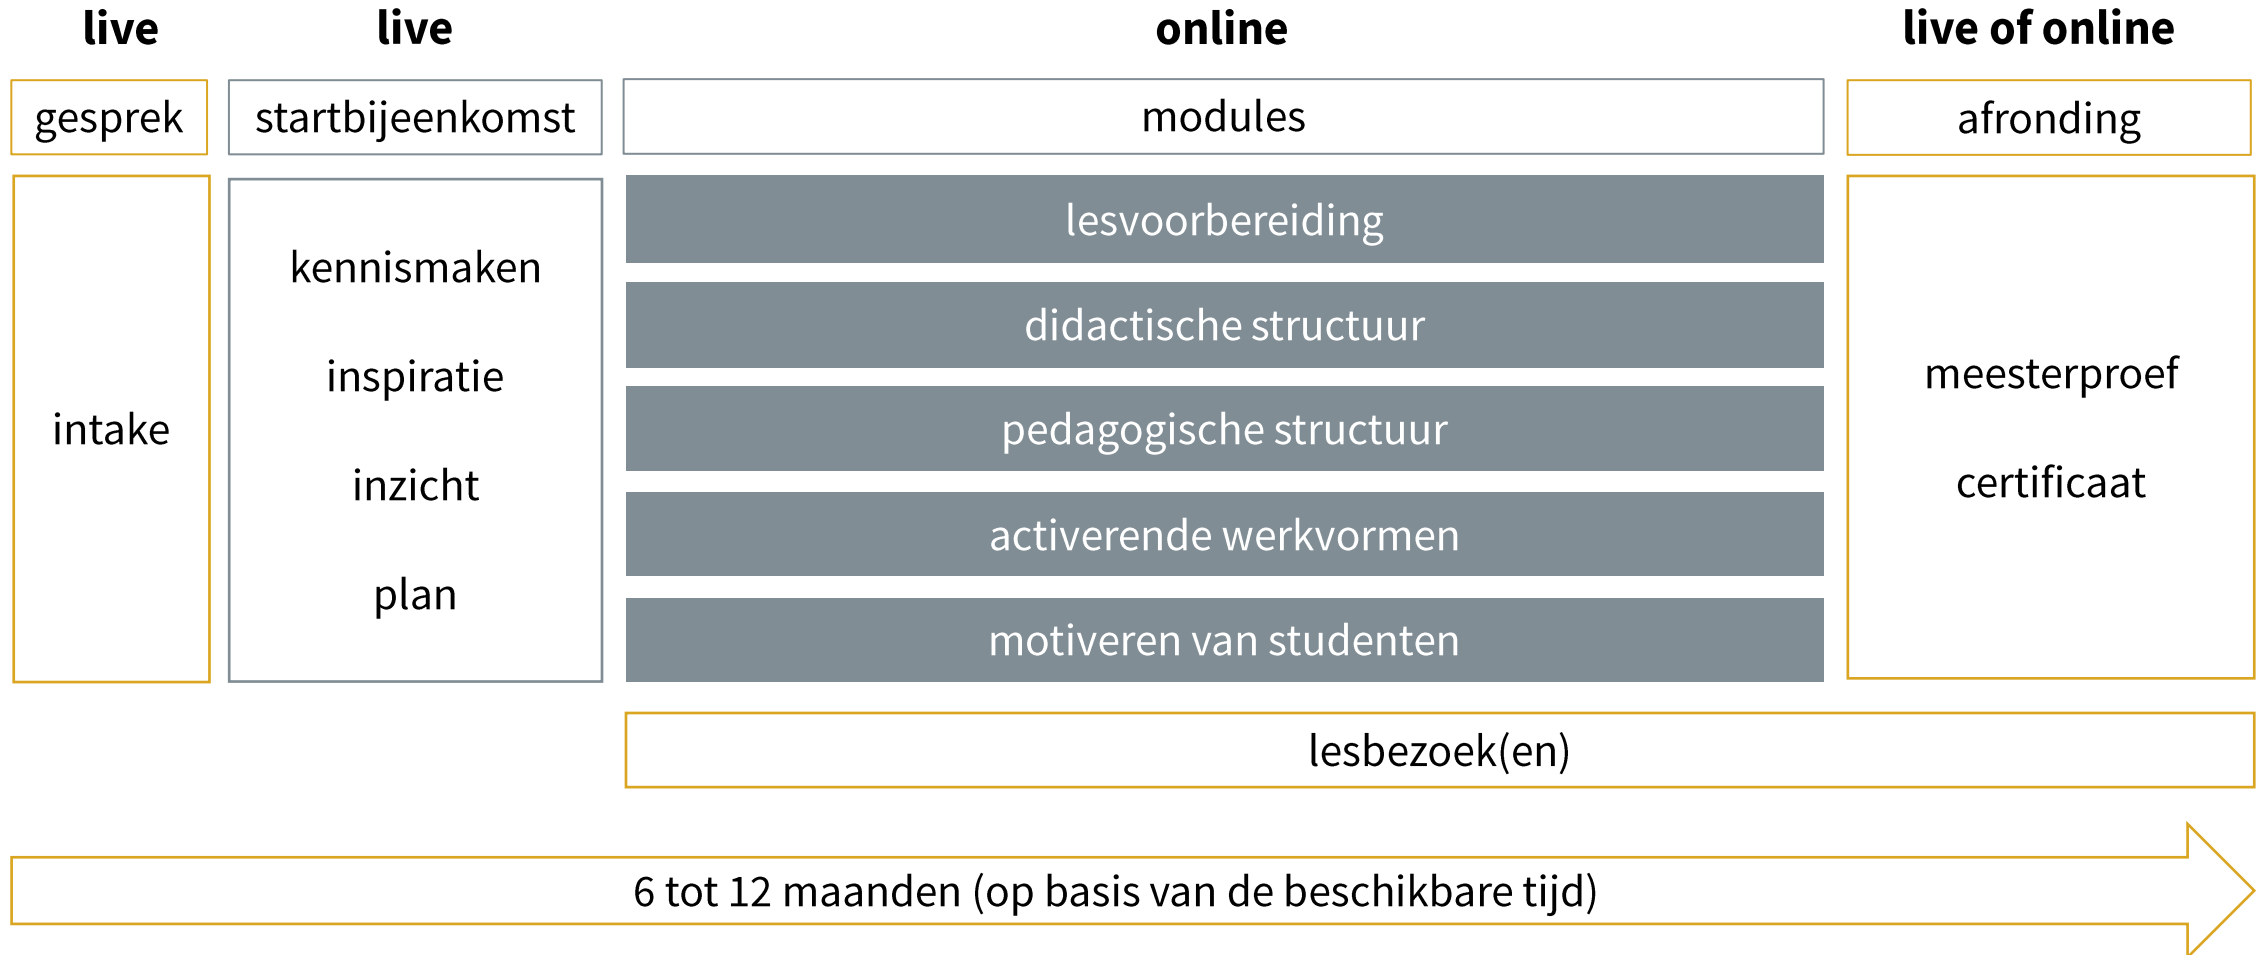 live
live
online
live of online
gesprek
startbijeenkomst
modules
afronding
intake
kennismaken
inspiratie
inzicht
plan
lesvoorbereiding
didactische structuur
pedagogische structuur
activerende werkvormen
motiveren van studenten
meesterproef
certificaat
lesbezoek(en)
6 tot 12 maanden (op basis van de beschikbare tijd)